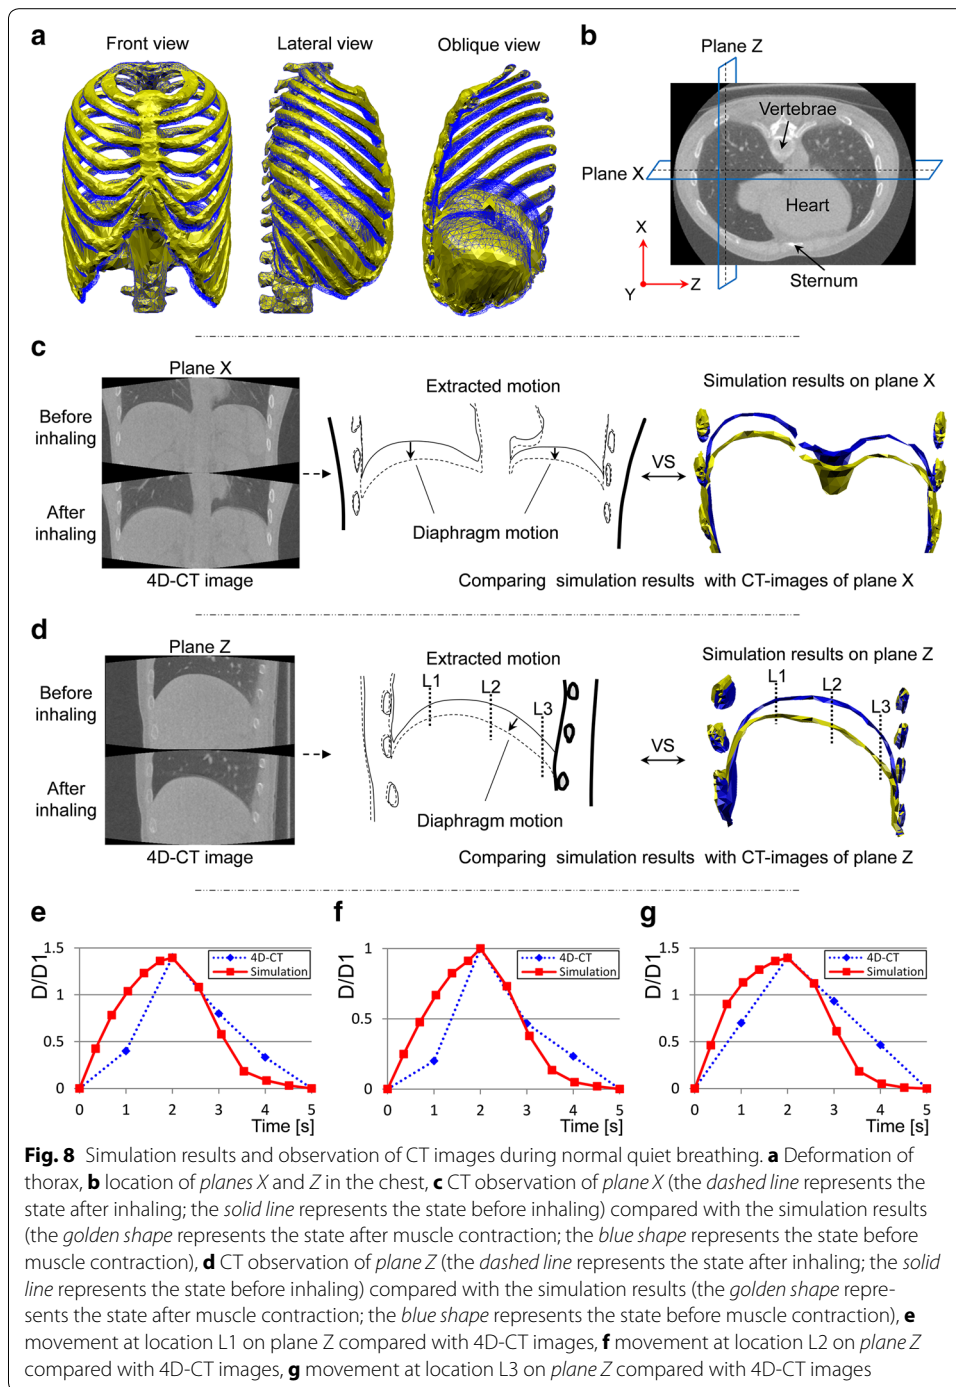 a
Front view
Lateral view
Oblique view
b
Plane Z
Vertebrae
Plane X
Heart
X
Y
Z
Sternum
c
Plane X
Before
inhaling
After
inhaling
4D-CT image
Extracted motion
Diaphragm motion
VS
Simulation results on plane X
Comparing simulation results with CT-images of plane X
d
Plane Z
Before
inhaling
After
inhaling
4D-CT image
Extracted motion
L1
L2
L3
Diaphragm motion
VS
Simulation results on plane Z
L1
L2
L3
Comparing simulation results with CT-images of plane Z
e
D/D1
1.5
1
0.5
0
0 1 2 3 4 5
Time [s]
4D-CT
Simulation
f
D/D1
1
0.5
0
0 1 2 3 4 5
Time [s]
4D-CT
Simulation
g
D/D1
1.5
1
0.5
0
0 1 2 3 4 5
Time [s]
4D-CT
Simulation
Fig. 8 Simulation results and observation of CT images during normal quiet breathing. a Deformation of
thorax, b location of planes X and Z in the chest, c CT observation of plane X (the dashed line represents the
state after inhaling; the solid line represents the state before inhaling) compared with the simulation results
(the golden shape represents the state after muscle contraction; the blue shape represents the state before
muscle contraction), d CT observation of plane Z (the dashed line represents the state after inhaling; the solid
line represents the state before inhaling) compared with the simulation results (the golden shape repre-
sents the state after muscle contraction; the blue shape represents the state before muscle contraction), e
movement at location L1 on plane Z compared with 4D-CT images, f movement at location L2 on plane Z
compared with 4D-CT images, g movement at location L3 on plane Z compared with 4D-CT images